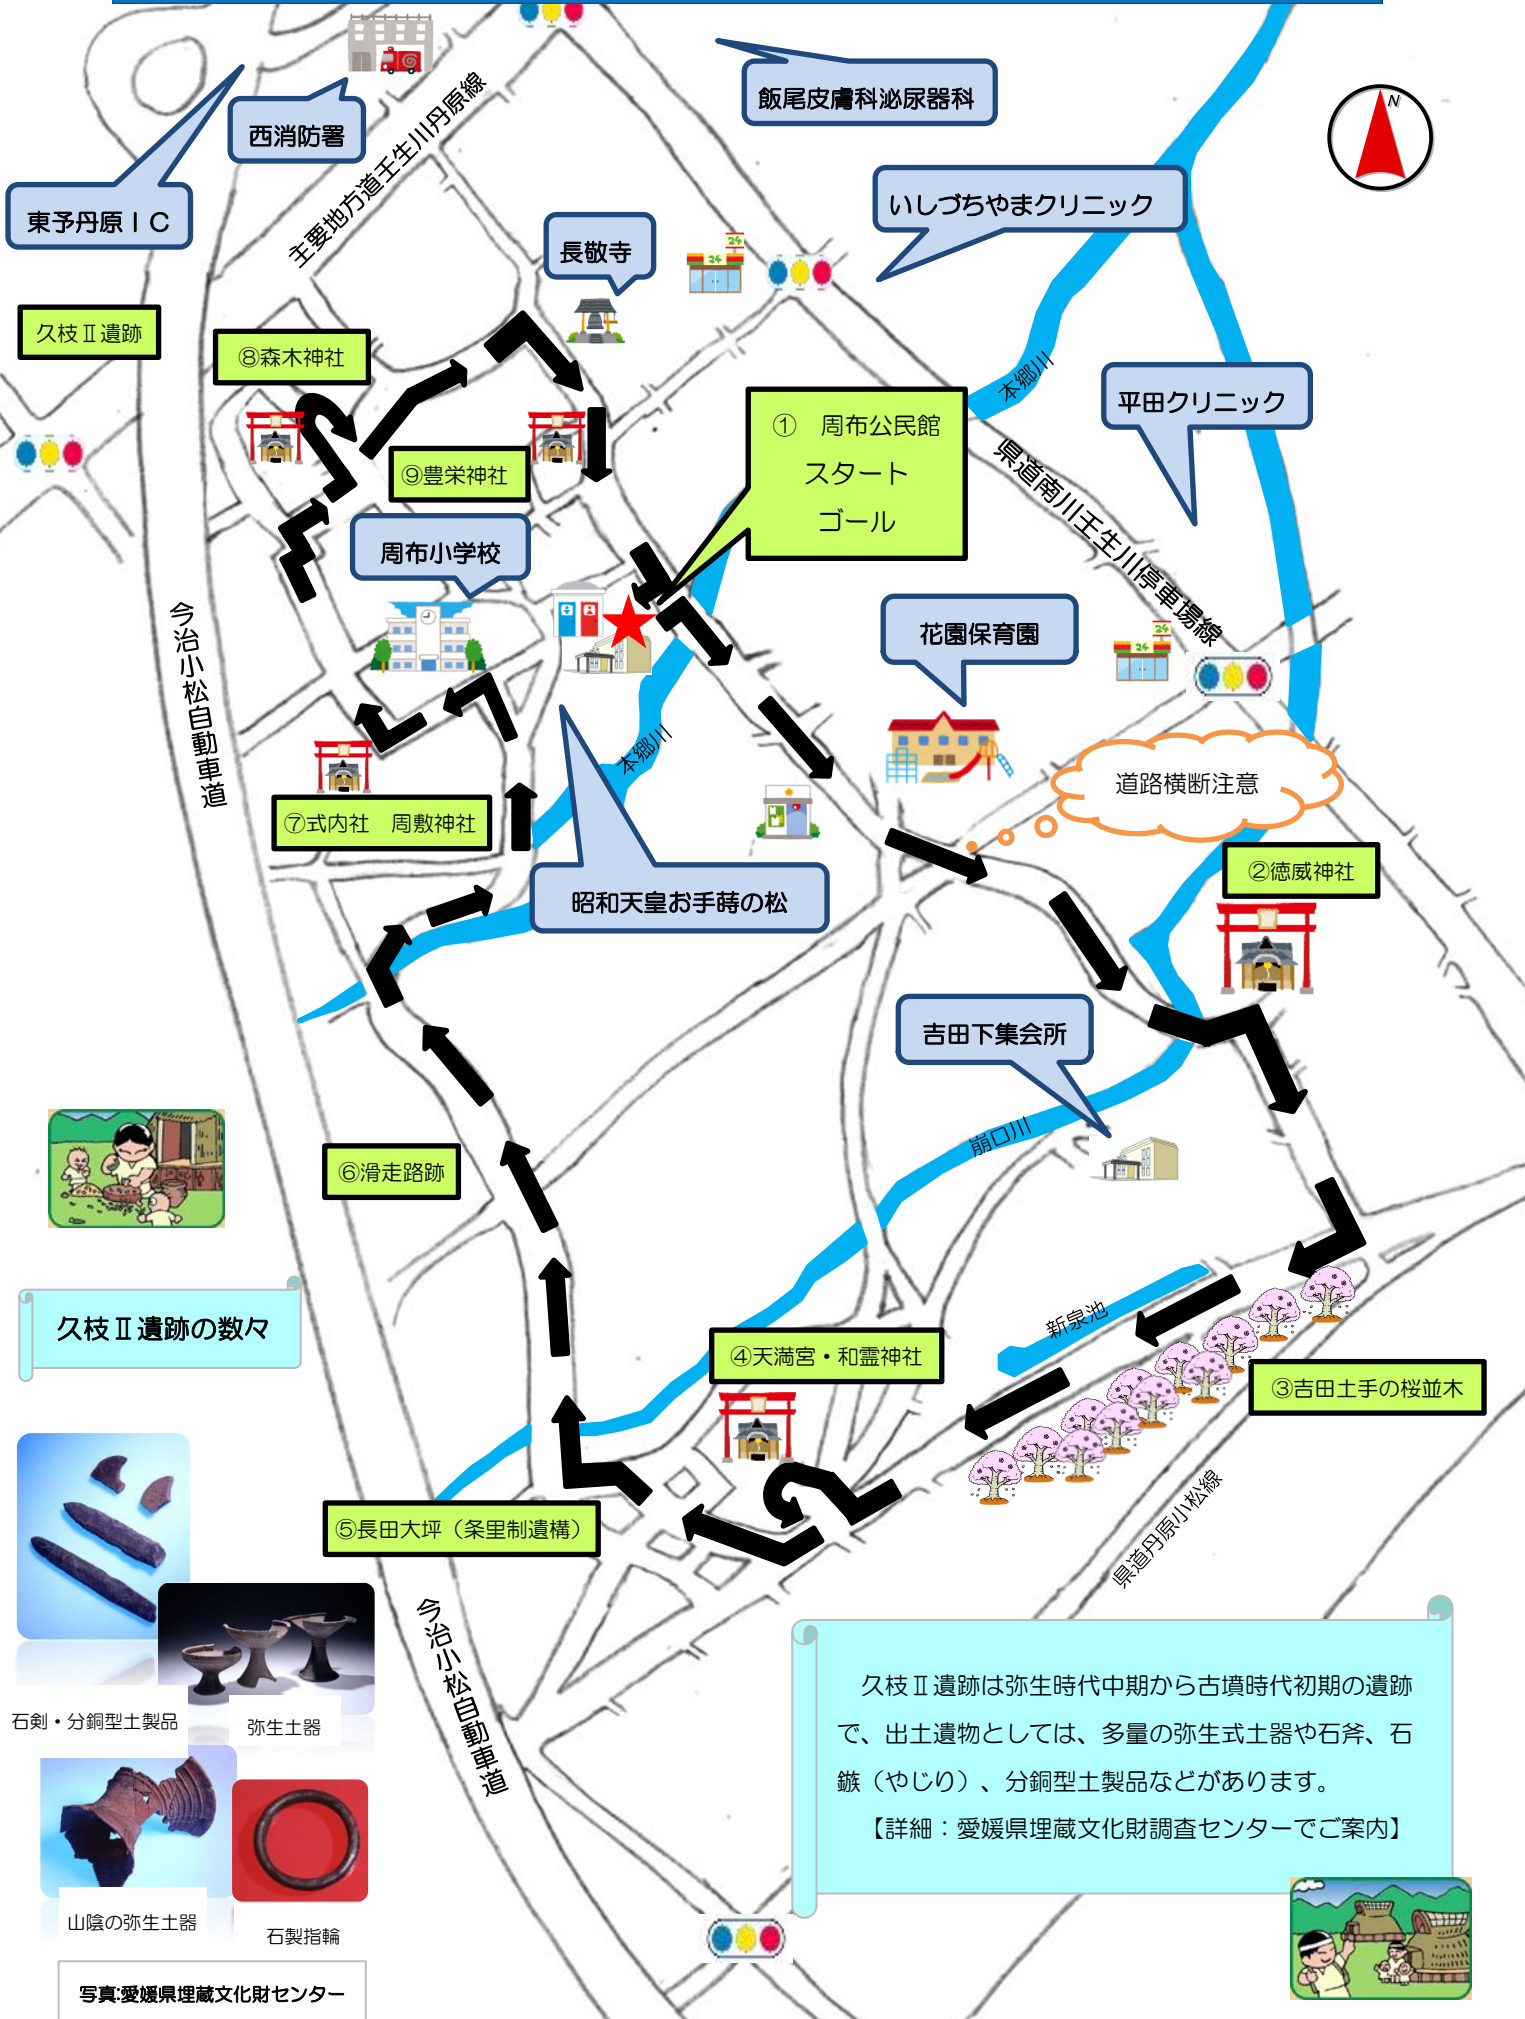 飯尾皮膚科泌尿器科
西消防署
主要地方道壬生川丹原線
N
東予丹原IC
いしづちやまクリニック
長敬寺
24
24
久枝Ⅱ遺跡
⑧森木神社
本郷川
平田クリニック
① 周布公民館
スタート
ゴール
⑨豊栄神社
県道南川壬生川停車場線
周布小学校
今治小松自動車道
花園保育園
24
24
本郷川
道路横断注意
⑦式内社 周敷神社
②徳威神社
昭和天皇お手蒔の松
吉田下集会所
崩口川
⑥滑走路跡
新泉池
久枝Ⅱ遺跡の数々
④天満宮・和霊神社
③吉田土手の桜並木
県道丹原小松線
⑤長田大坪(条里制遺構)
今治小松自動車道
久枝Ⅱ遺跡は弥生時代中期から古墳時代初期の遺跡
で、出土遺物としては、多量の弥生式土器や石斧、石
鏃(やじり)、分銅型土製品などがあります。
【詳細:愛媛県埋蔵文化財調査センターでご案内】
石剣・分銅型土製品
弥生土器
山陰の弥生土器
石製指輪
写真:愛媛県埋蔵文化財センター